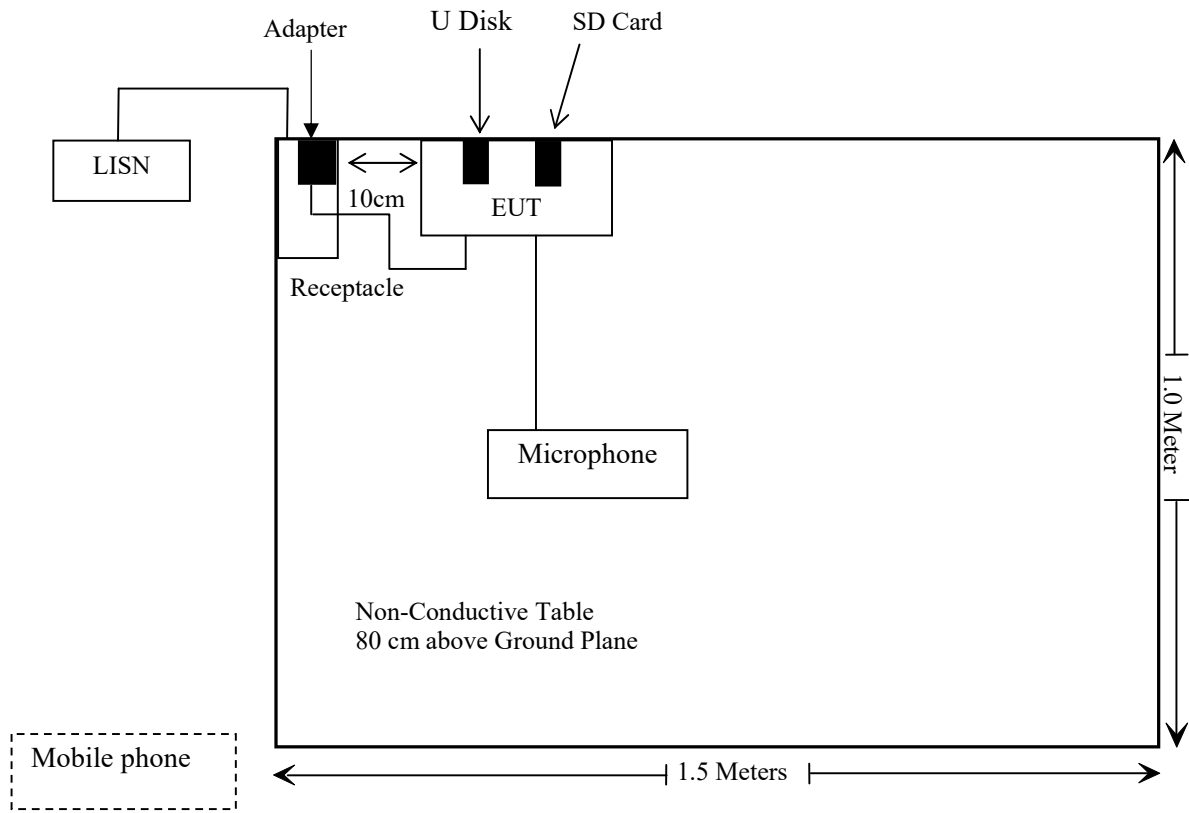 U Disk
SD Card
Adapter
LISN
10cm
EUT
Receptacle
1.0 Meter
Microphone
Non-Conductive Table
80 cm above Ground Plane
Mobile phone
1.5 Meters